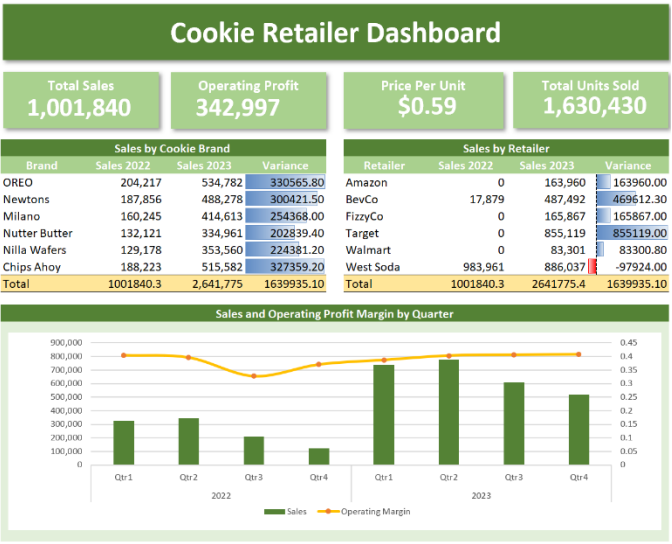 Cookie Retailer Dashboard
Total Sales
1,001,840
Operating Profit
342,997
Price Per Unit
$0.59
Total Units Sold
1,630,430
Sales by Cookie Brand
Brand Sales 2022 Sales 2023 Variance
OREO 204,217 534,782 330565.80
Newtons 187,856 488,278 300421.50
Milano 160,245 414,613 254368.00
Nutter Butter 132,121 334,961 202839.40
Nilla Wafers 129,178 353,560 224381.20
Chips Ahoy 188,223 515,582 327359.20
Total 1001840.3 2,641,775 1639935.10
Sales by Retailer
Retailer Sales 2022 Sales 2023 Variance
Amazon 0 163,960 163960.00
BevCo 17,879 487,492 469612.30
FizzyCo 0 165,867 165867.00
Target 0 855,119 855119.00
Walmart 0 83,301 83300.80
West Soda 983,961 886,037 -97924.00
Total 1001840.3 2641775.4 1639935.10
Sales and Operating Profit Margin by Quarter
900,000 0.45
800,000 0.4
700,000 0.35
600,000 0.3
500,000 0.25
400,000 0.2
300,000 0.15
200,000 0.1
100,000 0.05
0 0
Qtr1 Qtr2 Qtr3 Qtr4 Qtr1 Qtr2 Qtr3 Qtr4
2022 2023
Sales Operating Margin